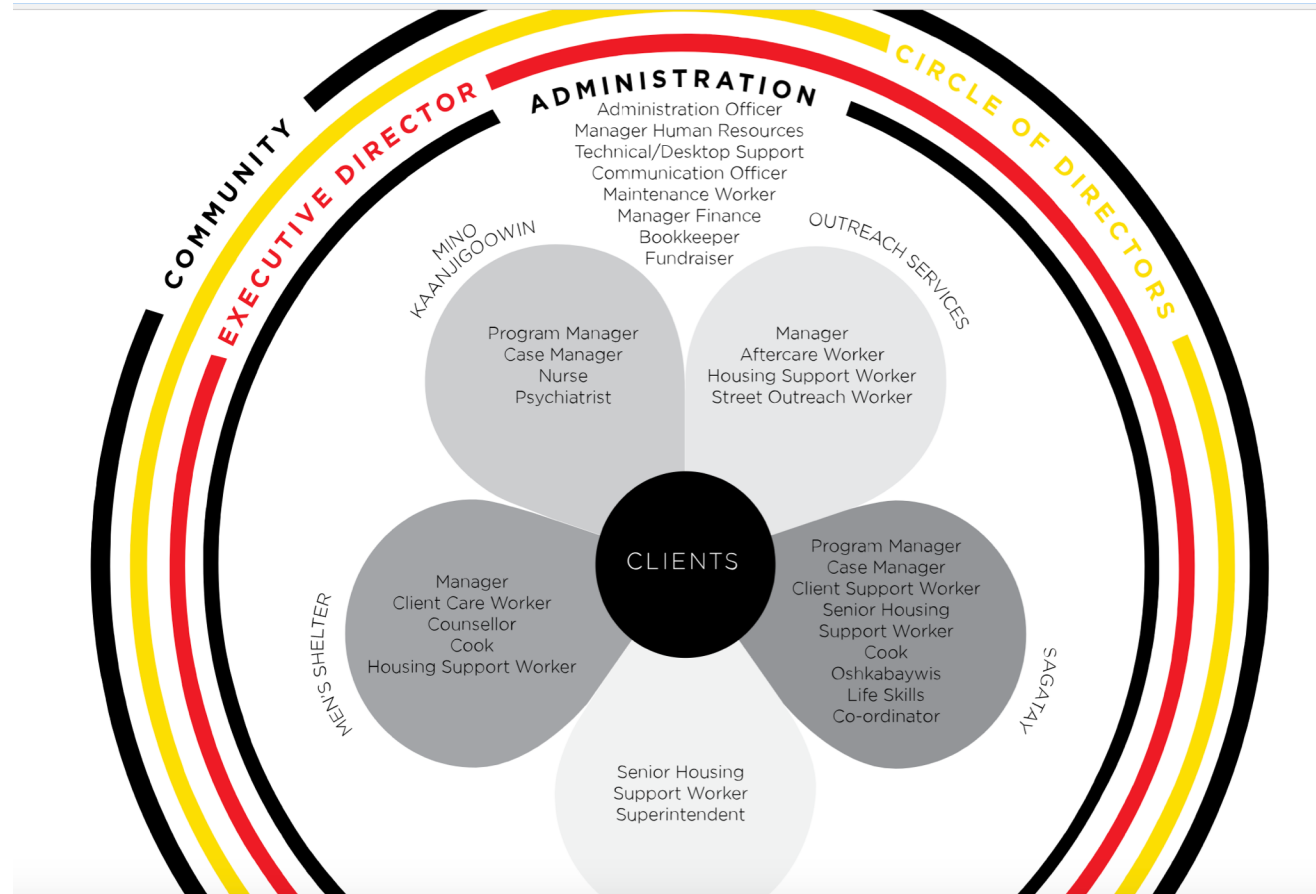 COMMUNITY
EXECUTIVE DIRECTOR
CIRCLE OF DIRECTORS
ADMINISTRATION
Administration Officer
Manager Human Resources
Technical/Desktop Support
Communication Officer
Maintenance Worker
Manager Finance
Bookkeeper
Fundraiser
MINO
KAANJIGOOWIN
Program Manager
Case Manager
Nurse
Psychiatrist
OUTREACH SERVICES
Manager
Aftercare Worker
Housing Support Worker
Street Outreach Worker
CLIENTS
MEN'S SHELTER
Manager
Client Care Worker
Counsellor
Cook
Housing Support Worker
SAGATAY
Program Manager
Case Manager
Client Support Worker
Senior Housing
Support Worker
Cook
Oshkabaywis
Life Skills
Co-ordinator
Senior Housing
Support Worker
Superintendent